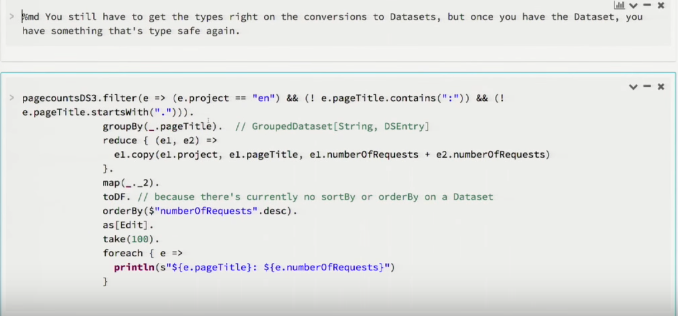 > %md You still have to get the types right on the conversions to Datasets, but once you have the Dataset, you
have something that's type safe again.
> pagecountsDS3.filter(e => (e.project == "en") && (! e.pageTitle.contains(":")) && (!
e.pageTitle.startsWith("."))).
groupBy(_.pageTitle).  // GroupedDataset[String, DSEntry]
reduce { (e1, e2) =>
e1.copy(e1.project, e1.pageTitle, e1.numberOfRequests + e2.numberOfRequests)
}.
map(_._2).
toDF. // because there's currently no sortBy or orderBy on a Dataset
orderBy($"numberOfRequests".desc).
as[Edit].
take(100).
foreach { e =>
println(s"${e.pageTitle}: ${e.numberOfRequests}")
}